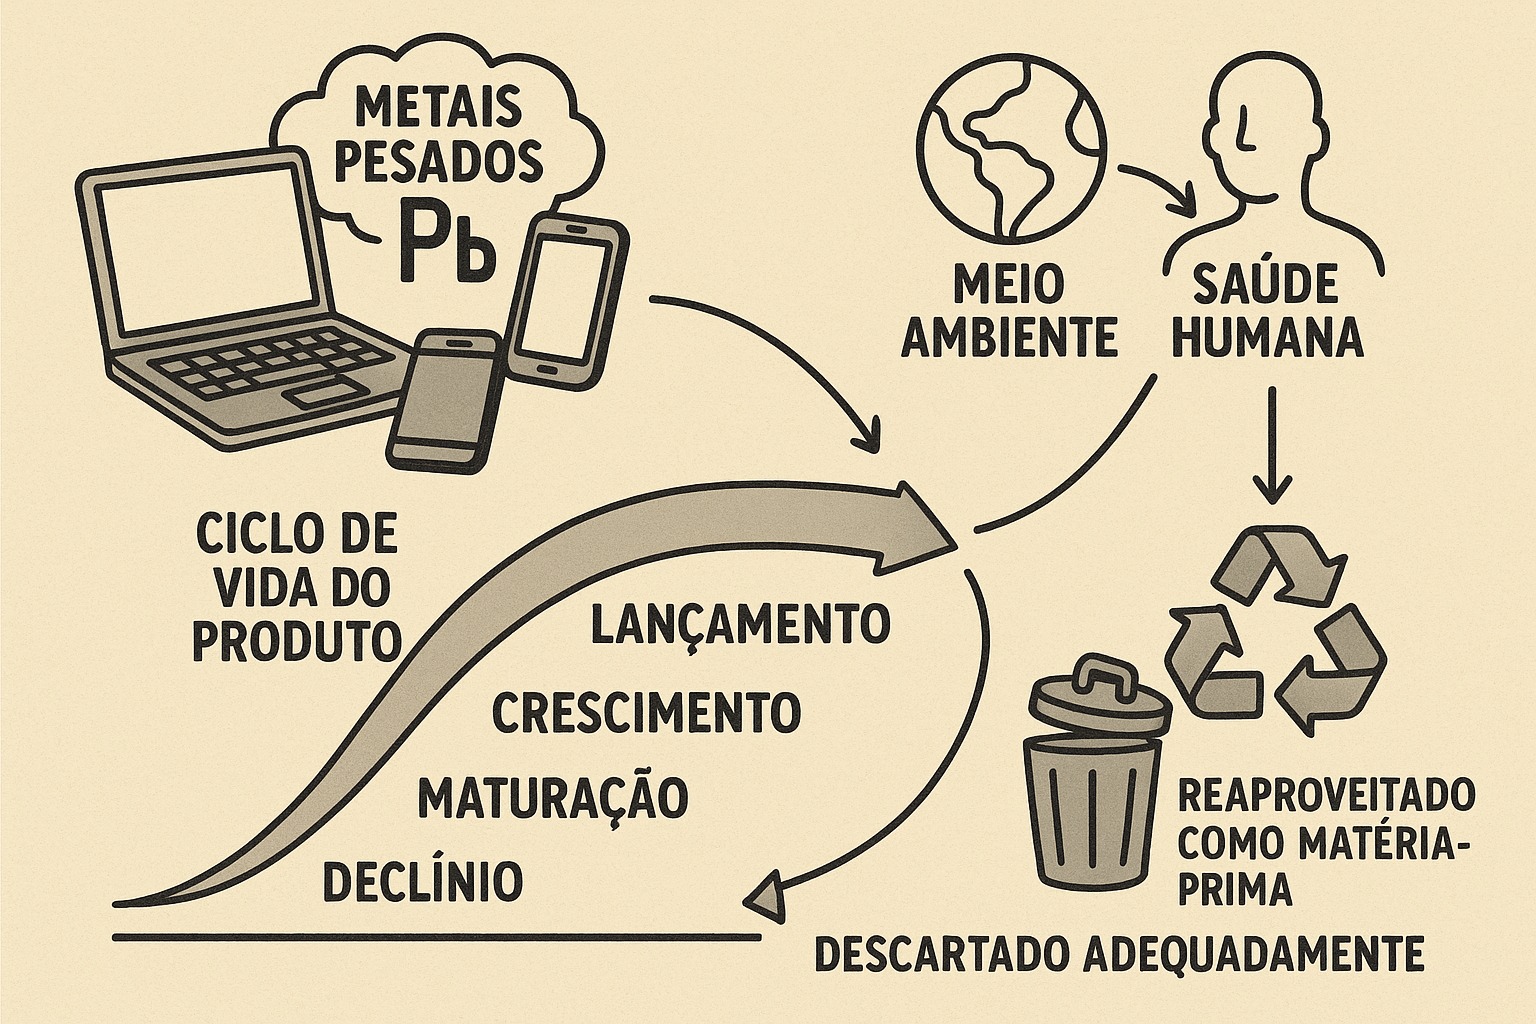 METAIS
PESADOS
Pb
MEIO
AMBIENTE
SAÚDE
HUMANA
CICLO DE
VIDA DO
PRODUTO
LANÇAMENTO
CRESCIMENTO
MATURAÇÃO
DECLÍNIO
REAPROVEITADO
COMO MATÉRIA-
PRIMA
DESCARTADO ADEQUADAMENTE